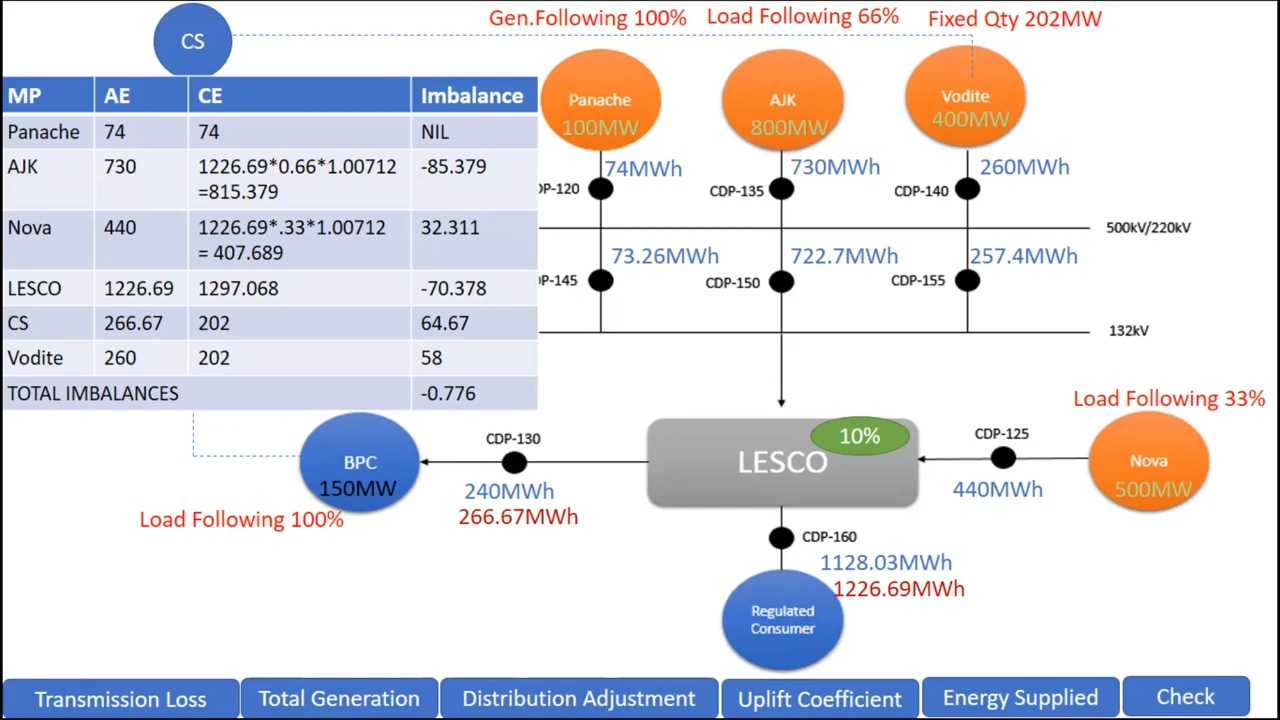 Gen.Following 100% Load Following 66% Fixed Qty 202MW
CS
MP AE CE Imbalance
Panache 74 74 NIL
AJK 730 1226.69*0.66*1.00712 -85.379
=815.379
Nova 440 1226.69*.33*1.00712 32.311
= 407.689
LESCO 1226.69 1297.068 -70.378
CS 266.67 202 64.67
Vodite 260 202 58
TOTAL IMBALANCES -0.776
Panache
100MW
AJK
800MW
Vodite
400MW
74MWh 730MWh 260MWh
DP-120 CDP-135 CDP-140
500kV/220kV
73.26MWh 722.7MWh 257.4MWh
DP-145 CDP-150 CDP-155
132kV
Load Following 33%
BPC
150MW
CDP-130
240MWh
266.67MWh
Load Following 100%
10%
LESCO
CDP-125
440MWh
Nova
500MW
CDP-160
1128.03MWh
1226.69MWh
Regulated
Consumer
Transmission Loss Total Generation Distribution Adjustment Uplift Coefficient Energy Supplied Check